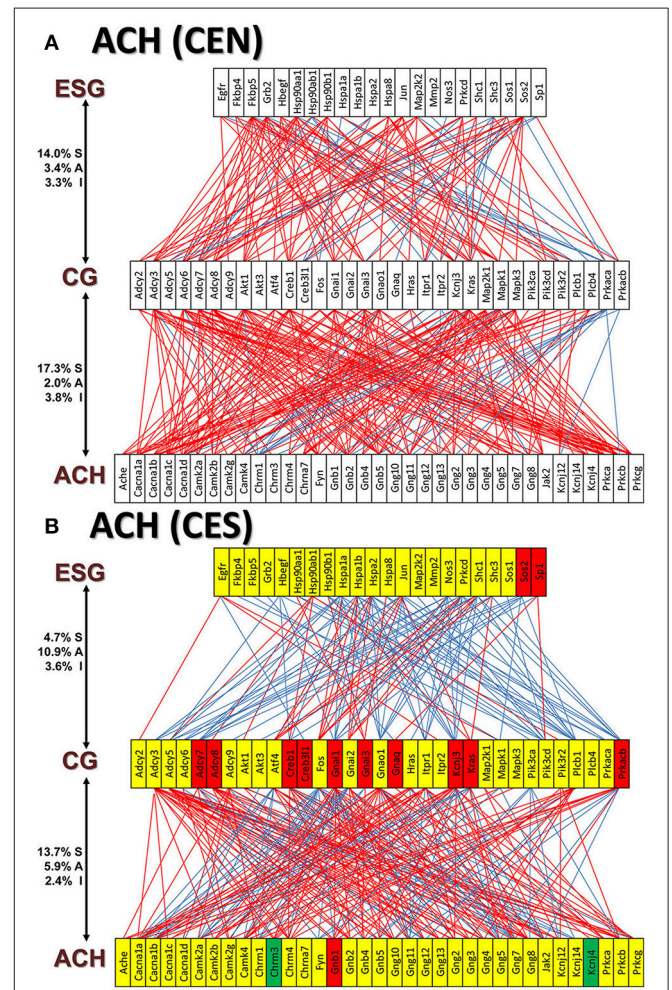 A ACH (CEN)
ESG
Egfr Fkbp4 Fkbp5 Grb2 Hbegf Hsp90aa1 Hsp90ab1 Hsp90b1 Hspa1a Hspa1b Hspa2 Hspa8 Jun Map2k2 Mmp2 Nos3 Prkcd Shc1 Shc3 Sos1 Sos2 Sp1
14.0% S
3.4% A
3.3% I
CG
Adcy2 Adcy3 Adcy5 Adcy6 Adcy7 Adcy8 Adcy9 Akt1 Akt3 Atf4 Creb1 Creb3l1 Fos Gnai1 Gnai2 Gnai3 Gnao1 Gnaq Hras Itpr1 Itpr2 Kcnj3 Kras Map2k1 Mapk1 Mapk3 Pik3ca Pik3cd Pik3r2 Plcb1 Plcb4 Prkaca Prkacb
17.3% S
2.0% A
3.8% I
ACH
Ache Cacna1a Cacna1b Cacna1c Cacna1d Camk2a Camk2b Camk2g Camk4 Chrm1 Chrm3 Chrm4 Chrna7 Fyn Gnb1 Gnb2 Gnb4 Gnb5 Gng10 Gng11 Gng12 Gng13 Gng2 Gng3 Gng4 Gng5 Gng7 Gng8 Jak2 Kcnj12 Kcnj14 Kcnj4 Prkca Prkcb Prkcg
B ACH (CES)
ESG
Egfr Fkbp4 Fkbp5 Grb2 Hbegf Hsp90aa1 Hsp90ab1 Hsp90b1 Hspa1a Hspa1b Hspa2 Hspa8 Jun Map2k2 Mmp2 Nos3 Prkcd Shc1 Shc3 Sos1 Sos2 Sp1
4.7% S
10.9% A
3.6% I
CG
Adcy2 Adcy3 Adcy5 Adcy6 Adcy7 Adcy8 Adcy9 Akt1 Akt3 Atf4 Creb1 Creb3l1 Fos Gnai1 Gnai2 Gnai3 Gnao1 Gnaq Hras Itpr1 Itpr2 Kcnj3 Kras Map2k1 Mapk1 Mapk3 Pik3ca Pik3cd Pik3r2 Plcb1 Plcb4 Prkaca Prkacb
13.7% S
5.9% A
2.4% I
ACH
Ache Cacna1a Cacna1b Cacna1c Cacna1d Camk2a Camk2b Camk2g Camk4 Chrm1 Chrm3 Chrm4 Chrna7 Fyn Gnb1 Gnb2 Gnb4 Gnb5 Gng10 Gng11 Gng12 Gng13 Gng2 Gng3 Gng4 Gng5 Gng7 Gng8 Jak2 Kcnj12 Kcnj14 Kcnj4 Prkca Prkcb Prkcg